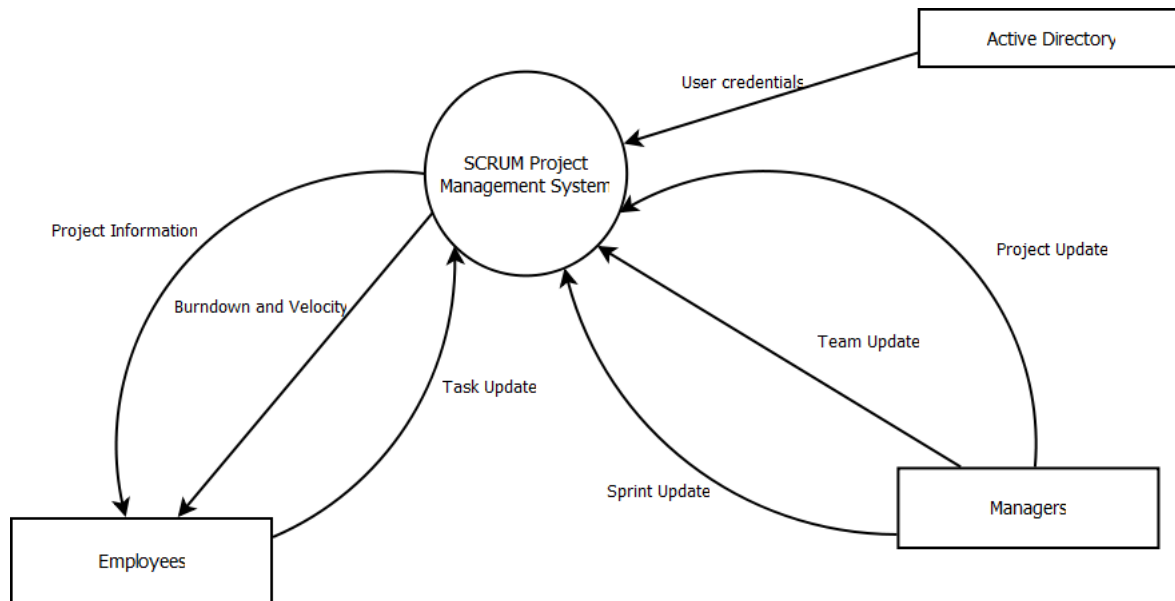 Active Directory
User credentials
SCRUM Project
Management System
Project Information
Project Update
Burndown and Velocity
Team Update
Task Update
Sprint Update
Managers
Employees